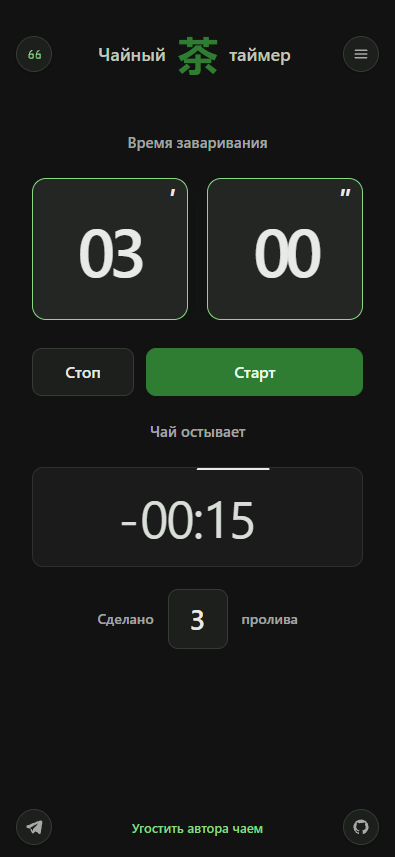 66
Чайный 茶 таймер
Время заваривания
03 ′ 00 ″
Стоп Старт
Чай остывает
-00:15
Сделано 3 пролива
Угостить автора чаем